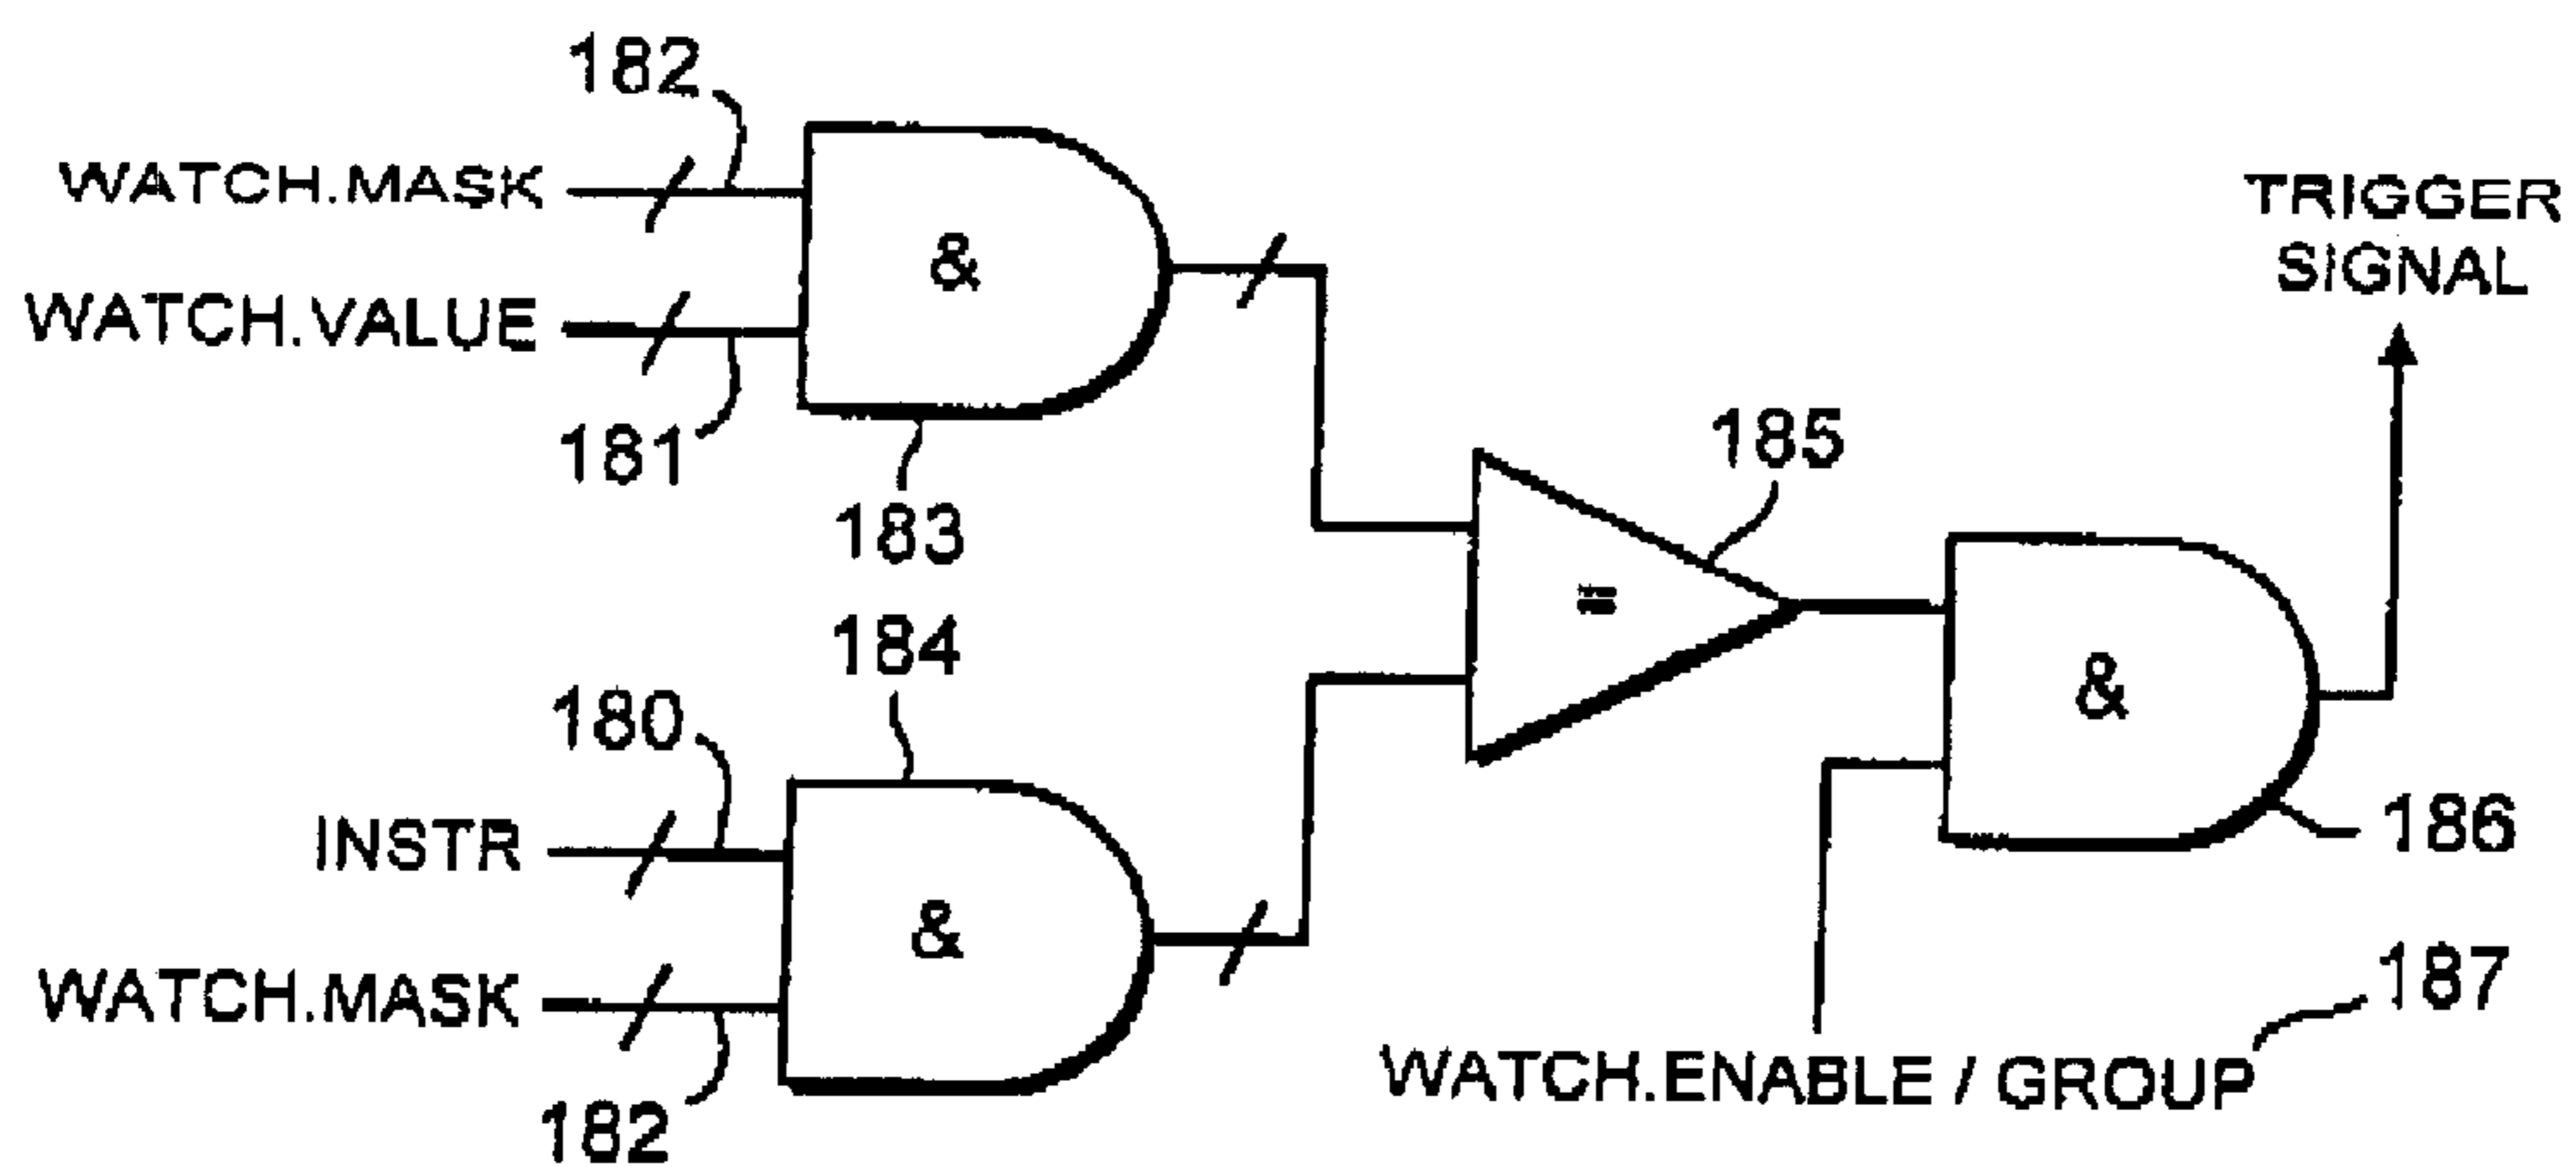 182
WATCH.MASK
&
TRIGGER
SIGNAL
WATCH.VALUE
181
183
185
=
184
180
&
INSTR
186
&
WATCH.MASK
187
WATCH.ENABLE / GROUP
182